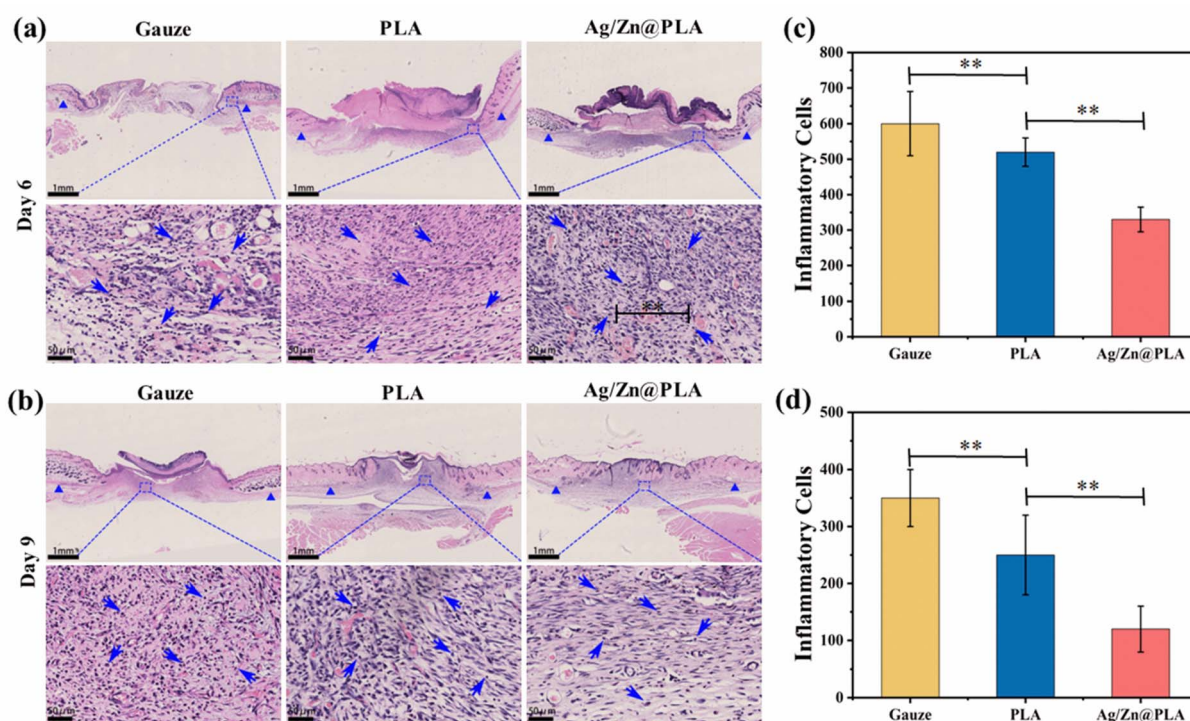 (a)
Gauze
PLA
Ag/Zn@PLA
Day 6
1mm
1mm
1mm
**
50μm
50μm
50μm
(b)
Gauze
PLA
Ag/Zn@PLA
Day 9
1mm
1mm
1mm
50μm
50μm
50μm
(c)
Inflammatory Cells
800
700
600
500
400
300
200
100
0
**
**
Gauze
PLA
Ag/Zn@PLA
(d)
Inflammatory Cells
500
400
300
200
100
0
**
**
Gauze
PLA
Ag/Zn@PLA